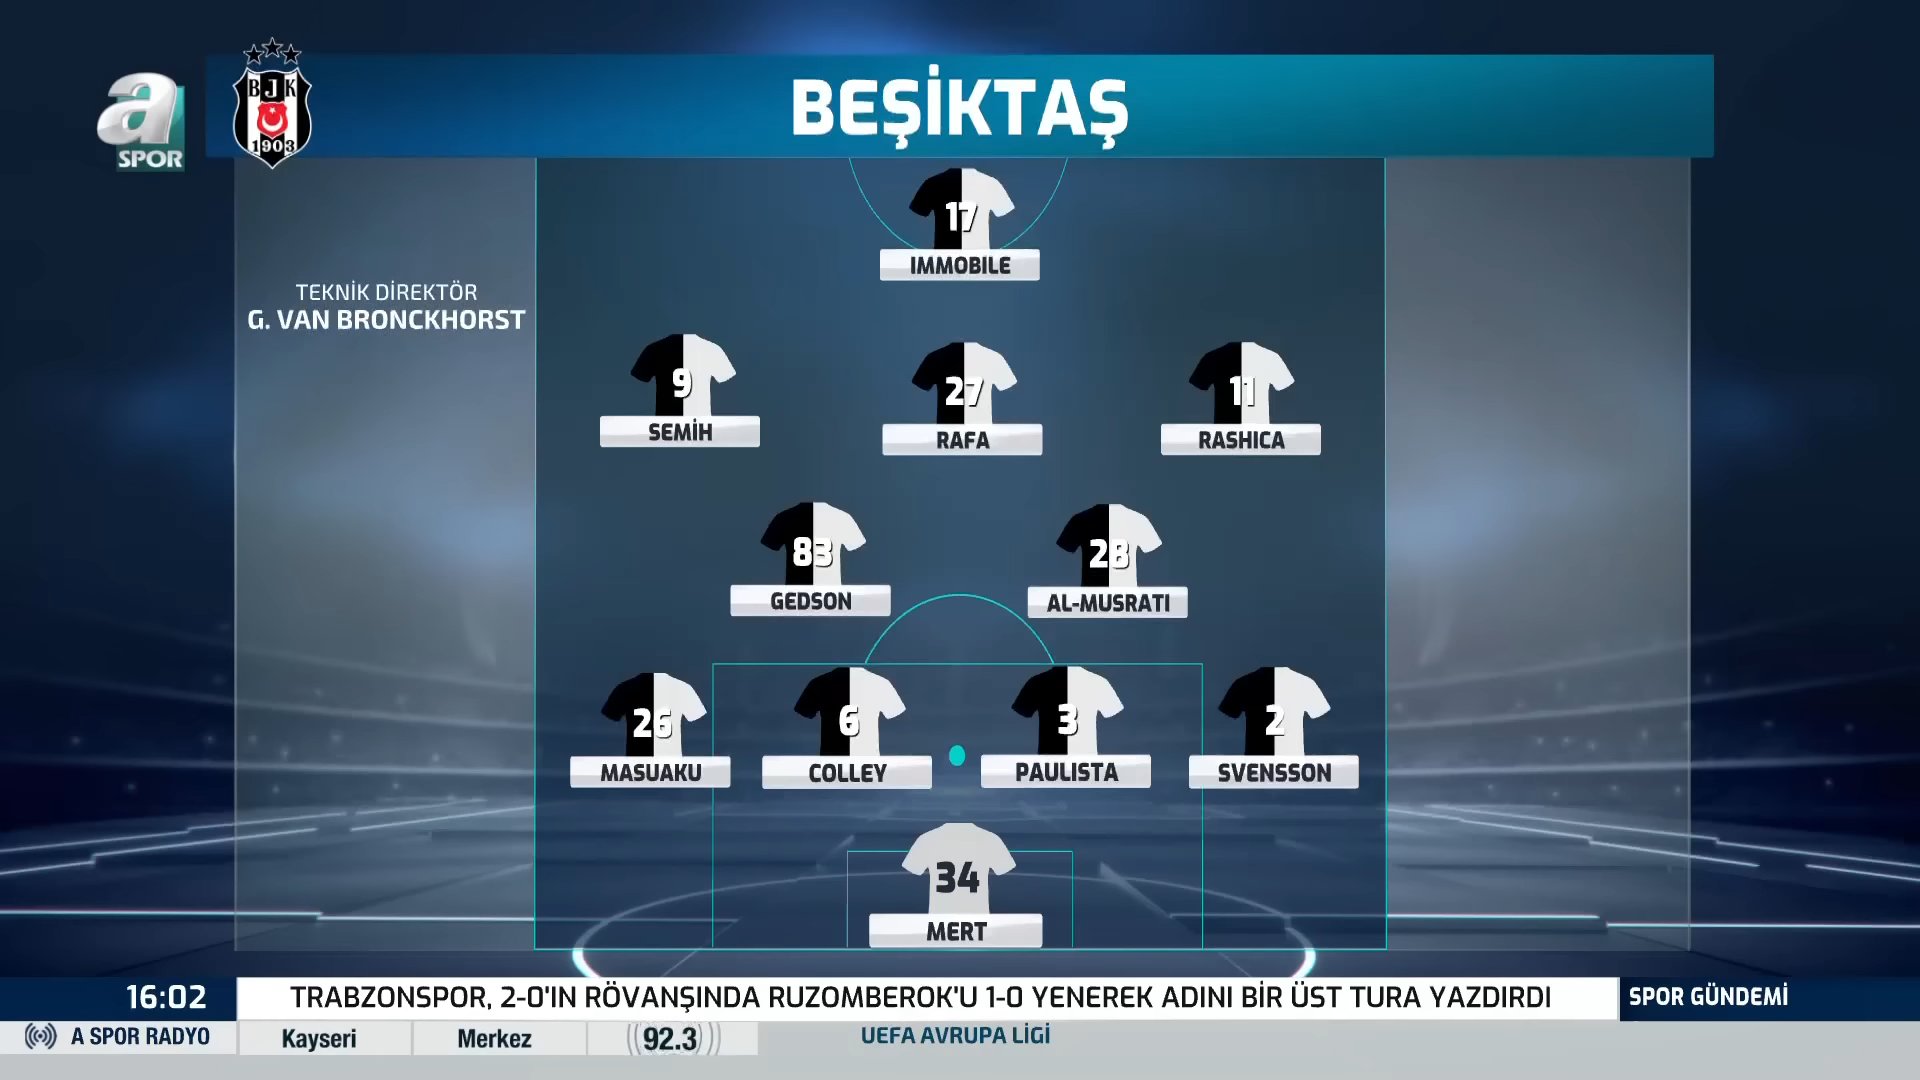 a
SPOR
BJK
1903
BEŞİKTAŞ
TEKNİK DİREKTÖR
G. VAN BRONCKHORST
17
IMMOBILE
9
SEMİH
27
RAFA
11
RASHICA
83
GEDSON
28
AL-MUSRATI
26
MASUAKU
6
COLLEY
3
PAULISTA
2
SVENSSON
34
MERT
16:02
TRABZONSPOR, 2-0'IN RÖVANŞINDA RUZOMBEROK'U 1-0 YENEREK ADINI BİR ÜST TURA YAZDIRDI
SPOR GÜNDEMİ
A SPOR RADYO
Kayseri
Merkez
92.3
UEFA AVRUPA LİGİ